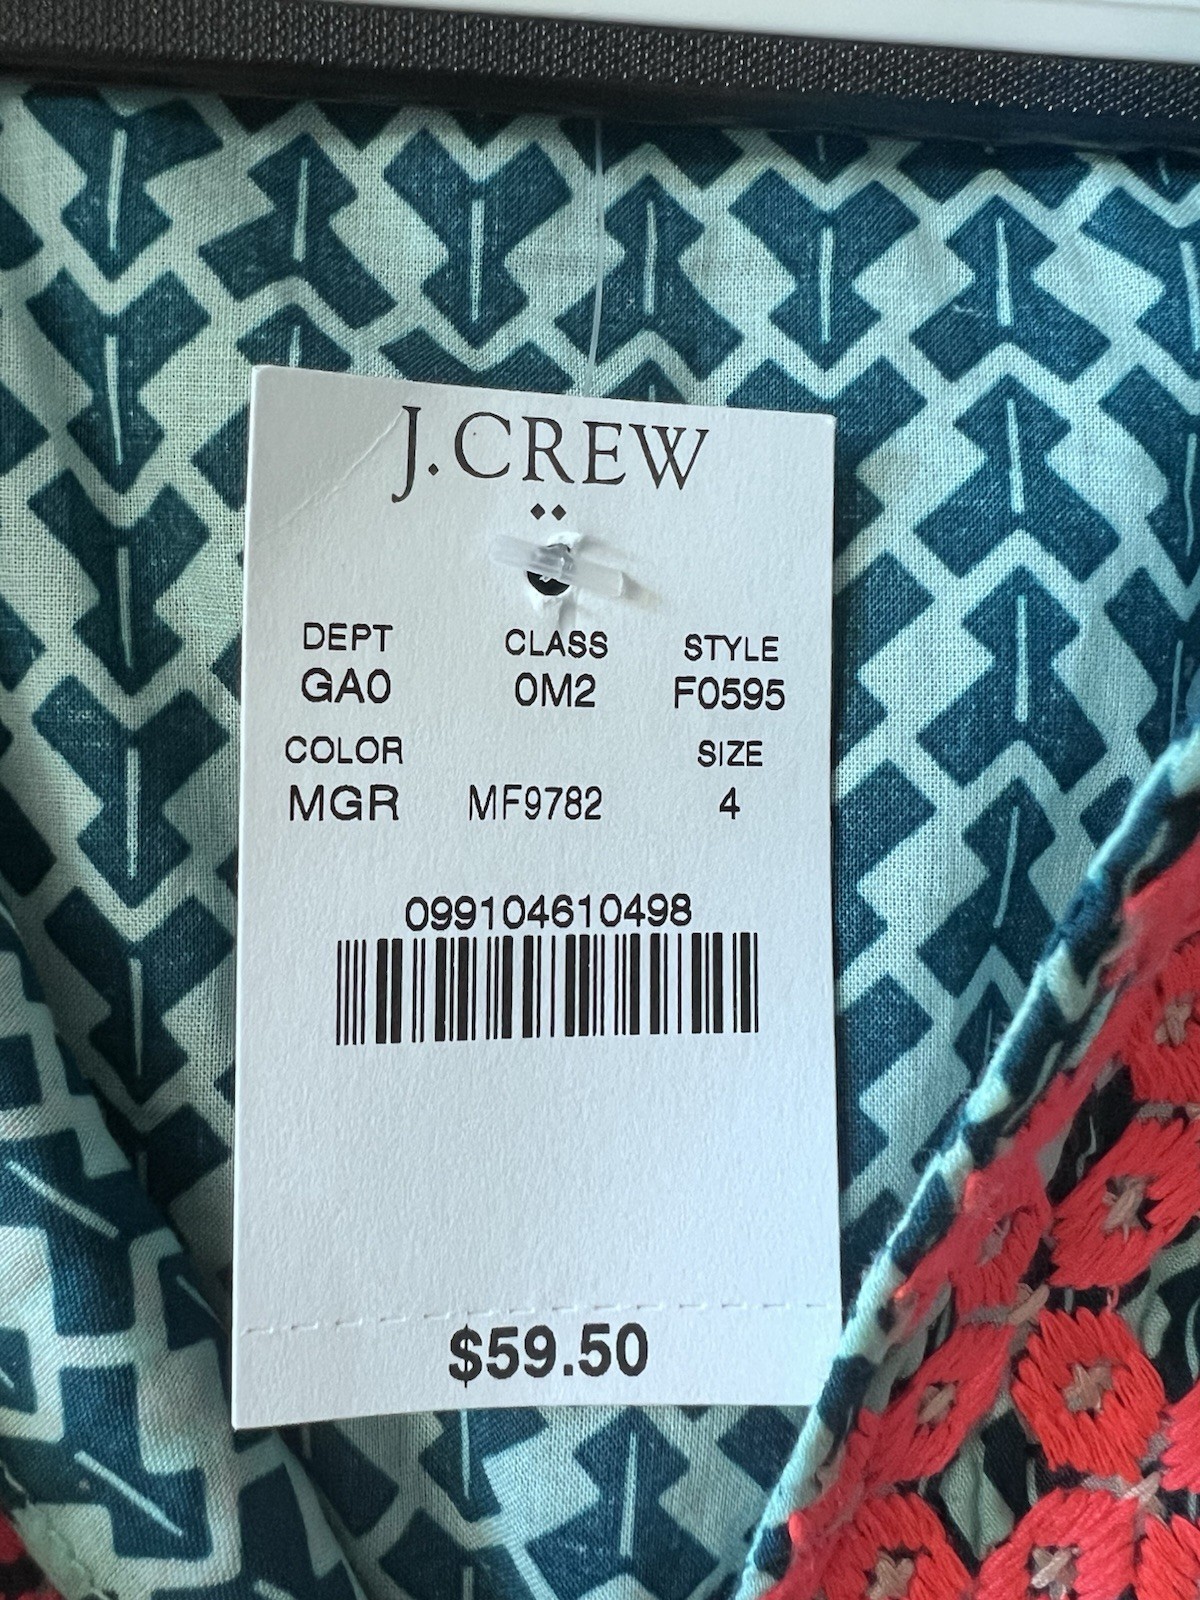 J.CREW
DEPT CLASS STYLE
GA0 0M2 F0595
COLOR SIZE
MGR MF9782 4
099104610498
$59.50